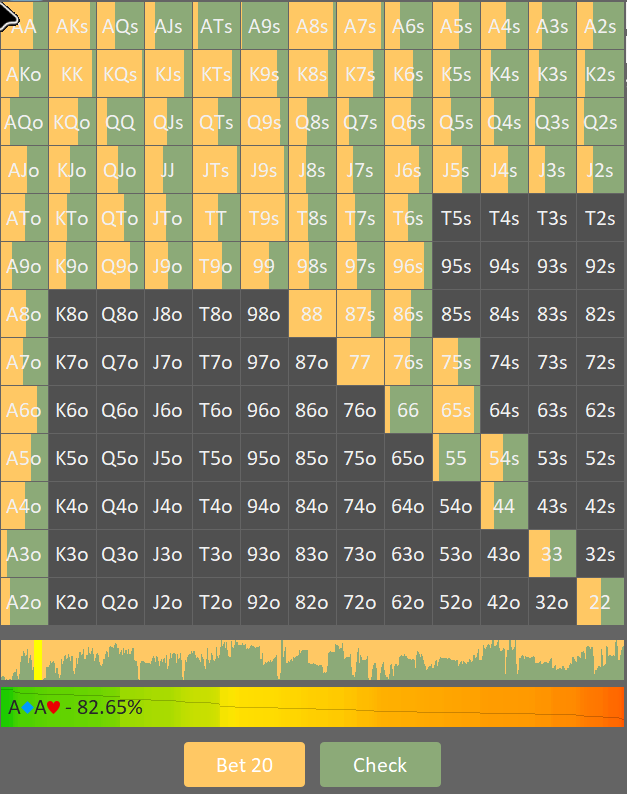 AA AKs AQs AJs ATs A9s A8s A7s A6s A5s A4s A3s A2s
AKo KK KQs KJs KTs K9s K8s K7s K6s K5s K4s K3s K2s
AQo KQo QQ QJs QTs Q9s Q8s Q7s Q6s Q5s Q4s Q3s Q2s
AJo KJo QJo JJ JTs J9s J8s J7s J6s J5s J4s J3s J2s
ATo KTo QTo JTo TT T9s T8s T7s T6s T5s T4s T3s T2s
A9o K9o Q9o J9o T9o 99 98s 97s 96s 95s 94s 93s 92s
A8o K8o Q8o J8o T8o 98o 88 87s 86s 85s 84s 83s 82s
A7o K7o Q7o J7o T7o 97o 87o 77 76s 75s 74s 73s 72s
A6o K6o Q6o J6o T6o 96o 86o 76o 66 65s 64s 63s 62s
A5o K5o Q5o J5o T5o 95o 85o 75o 65o 55 54s 53s 52s
A4o K4o Q4o J4o T4o 94o 84o 74o 64o 54o 44 43s 42s
A3o K3o Q3o J3o T3o 93o 83o 73o 63o 53o 43o 33 32s
A2o K2o Q2o J2o T2o 92o 82o 72o 62o 52o 42o 32o 22
A♦A♥ - 82.65%
Bet 20 Check